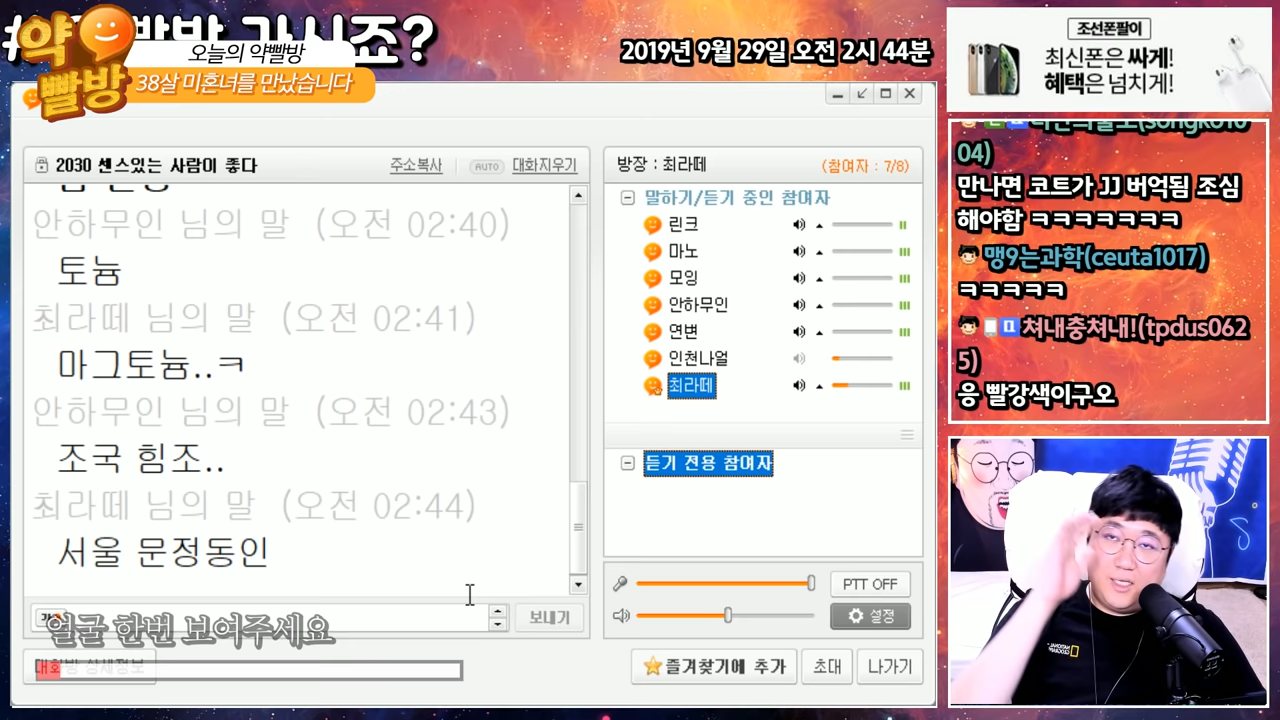 약빨방
가시죠?
오늘의 약빨방
38살 미혼녀를 만났습니다
2019년 9월 29일 오전 2시 44분
조선폰팔이
최신폰은 싸게!
혜택은 넘치게!
2030 센스있는 사람이 좋다
주소복사
AUTO
대화지우기
안하무인 님의 말 (오전 02:40)
토늄
최라떼 님의 말 (오전 02:41)
마그토늄..ㅋ
안하무인 님의 말 (오전 02:43)
조국 힘조..
최라떼 님의 말 (오전 02:44)
서울 문정동인
얼굴 한번 보여주세요
보내기
대화방 상세정보
방장 : 최라떼
(참여자 : 7/8)
말하기/듣기 중인 참여자
린크
마노
모잉
안하무인
연변
인천나얼
최라떼
듣기 전용 참여자
PTT OFF
설정
즐겨찾기에 추가
초대
나가기
04)
만나면 코트가 JJ 버억됨 조심
해야함 ㅋㅋㅋㅋㅋㅋㅋ
맹9는과학(ceuta1017)
ㅋㅋㅋㅋㅋ
쳐내충쳐내!(tpdus062
5)
응 빨강색이구오
NATIONAL
GEOGRAPHIC